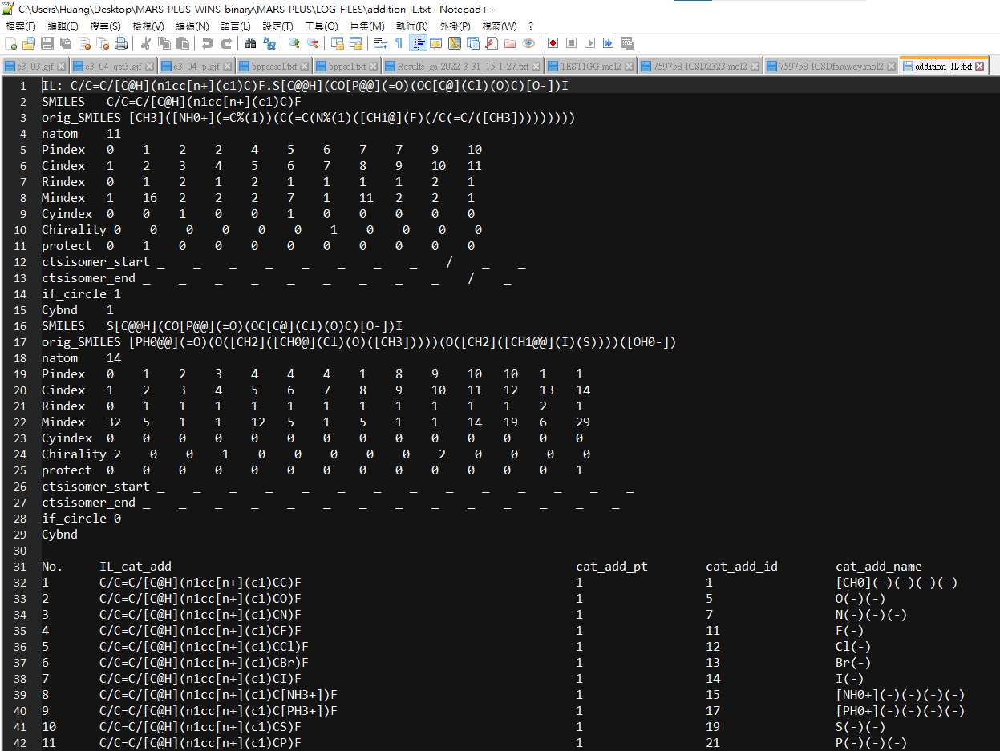 C:\Users\Huang\Desktop\MARS-PLUS_WINS_binary\MARS-PLUS\LOG_FILES\addition_IL.txt - Notepad++
檔案(F) 編輯(E) 搜尋(S) 檢視(V) 編碼(N) 語言(L) 設定(T) 工具(O) 巨集(M) 執行(R) 外掛(P) 視窗(W) ?
e3_03.gif e3_04_qst3.gif e3_04_p.gif bppacsol.txt bppsol.txt Results_ga-2022-3-31_15-1-27.txt TEST1GG.mol2 759758-ICSD2323.mol2 759758-ICSDfaraway.mol2 addition_IL.txt
1 IL: C/C=C/[C@H](n1cc[n+](c1)C)F.S[C@@H](CO[P@@](=O)(OC[C@](Cl)(O)C)[O-])I
2 SMILES C/C=C/[C@H](n1cc[n+](c1)C)F
3 orig_SMILES [CH3]([NH0+](=C%(1))(C(=C(N%(1)([CH1@](F)(/C(=C/([CH3])))))))))
4 natom 11
5 Pindex 0 1 2 2 4 5 6 7 7 9 10
6 Cindex 1 2 3 4 5 6 7 8 9 10 11
7 Rindex 0 1 2 1 2 1 1 1 1 2 1
8 Mindex 1 16 2 2 2 7 1 11 2 2 1
9 Cyindex 0 0 1 0 0 1 0 0 0 0 0
10 Chirality 0 0 0 0 0 0 1 0 0 0 0
11 protect 0 1 0 0 0 0 0 0 0 0 0
12 ctsisomer_start _ _ _ _ _ _ _ _ / _ _
13 ctsisomer_end _ _ _ _ _ _ _ _ _ / _
14 if_circle 1
15 Cybnd 1
16 SMILES S[C@@H](CO[P@@](=O)(OC[C@](Cl)(O)C)[O-])I
17 orig_SMILES [PH0@@](=O)(O([CH2]([CH0@](Cl)(O)([CH3]))))(O([CH2]([CH1@@](I)(S))))([OH0-])
18 natom 14
19 Pindex 0 1 2 3 4 4 4 1 8 9 10 10 1 1
20 Cindex 1 2 3 4 5 6 7 8 9 10 11 12 13 14
21 Rindex 0 1 1 1 1 1 1 1 1 1 1 1 2 1
22 Mindex 32 5 1 1 12 5 1 5 1 1 14 19 6 29
23 Cyindex 0 0 0 0 0 0 0 0 0 0 0 0 0 0
24 Chirality 2 0 0 1 0 0 0 0 0 2 0 0 0 0
25 protect 0 0 0 0 0 0 0 0 0 0 0 0 0 1
26 ctsisomer_start _ _ _ _ _ _ _ _ _ _ _ _ _ _
27 ctsisomer_end _ _ _ _ _ _ _ _ _ _ _ _ _ _
28 if_circle 0
29 Cybnd
30
31 No. IL_cat_add cat_add_pt cat_add_id cat_add_name
32 1 C/C=C/[C@H](n1cc[n+](c1)CC)F 1 1 [CH0](-)(-)(-)(-)
33 2 C/C=C/[C@H](n1cc[n+](c1)CO)F 1 5 O(-)(-)
34 3 C/C=C/[C@H](n1cc[n+](c1)CN)F 1 7 N(-)(-)(-)
35 4 C/C=C/[C@H](n1cc[n+](c1)CF)F 1 11 F(-)
36 5 C/C=C/[C@H](n1cc[n+](c1)CCl)F 1 12 Cl(-)
37 6 C/C=C/[C@H](n1cc[n+](c1)CBr)F 1 13 Br(-)
38 7 C/C=C/[C@H](n1cc[n+](c1)CI)F 1 14 I(-)
39 8 C/C=C/[C@H](n1cc[n+](c1)C[NH3+])F 1 15 [NH0+](-)(-)(-)(-)
40 9 C/C=C/[C@H](n1cc[n+](c1)C[PH3+])F 1 17 [PH0+](-)(-)(-)(-)
41 10 C/C=C/[C@H](n1cc[n+](c1)CS)F 1 19 S(-)(-)
42 11 C/C=C/[C@H](n1cc[n+](c1)CP)F 1 21 P(-)(-)(-)